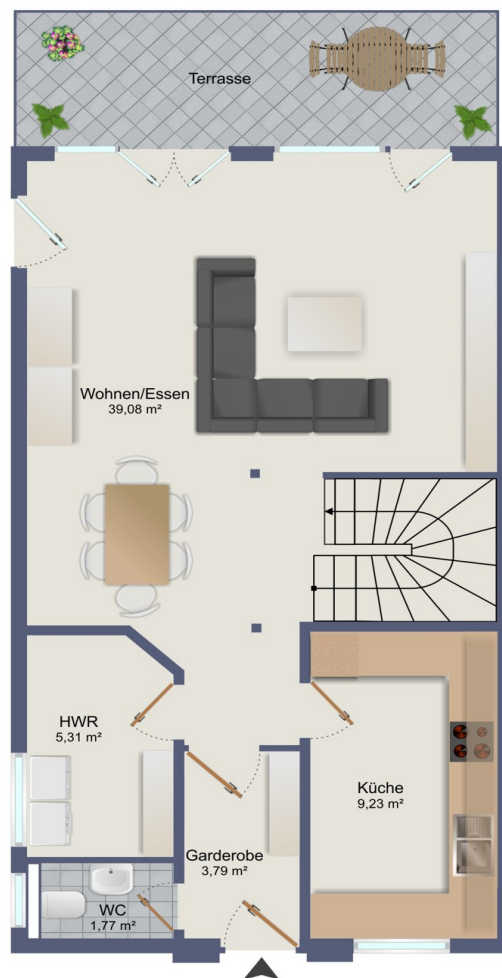 Terrasse
Wohnen/Essen
39,08 m²
HWR
5,31 m²
Küche
9,23 m²
Garderobe
3,79 m²
WC
1,77 m²